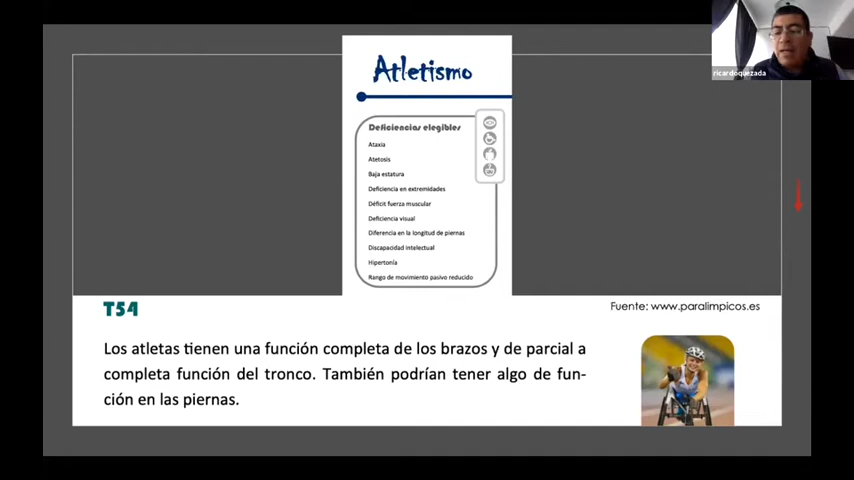 ricardoquezada
Atletismo
Deficiencias elegibles
Ataxia
Atetosis
Baja estatura
Deficiencia en extremidades
Déficit fuerza muscular
Deficiencia visual
Diferencia en la longitud de piernas
Discapacidad intelectual
Hipertonía
Rango de movimiento pasivo reducido
T54
Fuente: www.paralimpicos.es
Los atletas tienen una función completa de los brazos y de parcial a
completa función del tronco. También podrían tener algo de fun-
ción en las piernas.